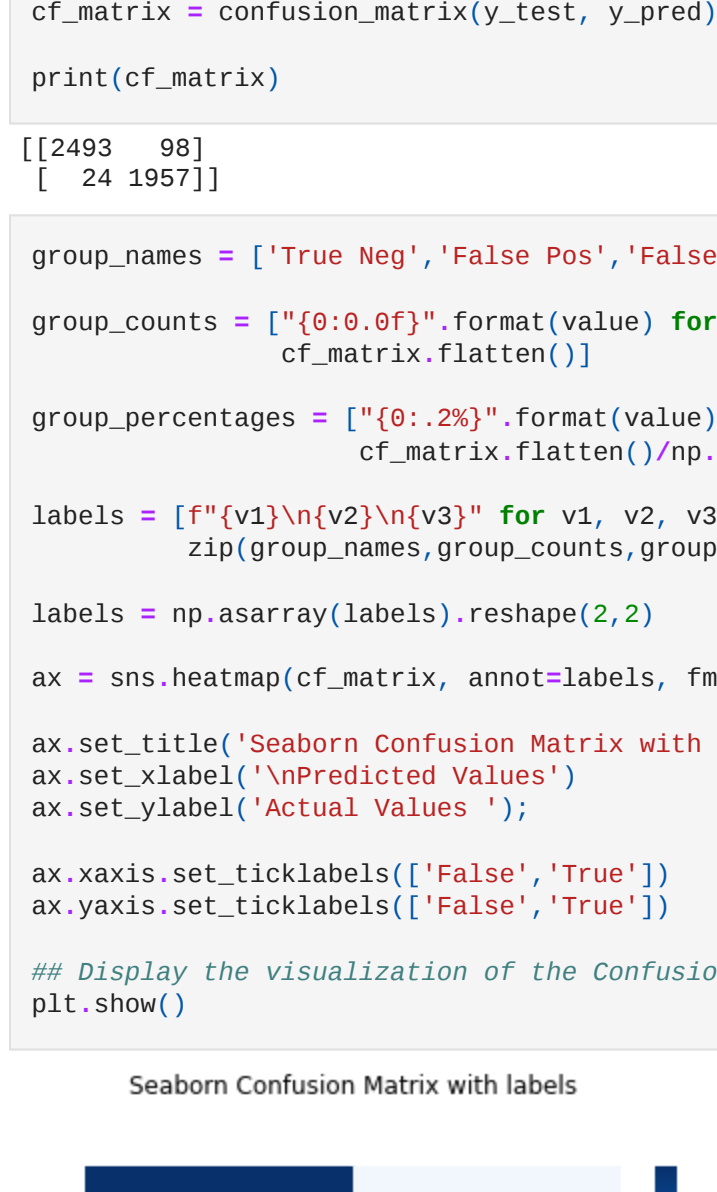 cf_matrix = confusion_matrix(y_test, y_pred)
print(cf_matrix)
[[2493   98]
 [  24 1957]]
group_names = ['True Neg','False Pos','False
group_counts = ["{0:0.0f}".format(value) for
                cf_matrix.flatten()]
group_percentages = ["{0:.2%}".format(value)
                     cf_matrix.flatten()/np.
labels = [f"{v1}\n{v2}\n{v3}" for v1, v2, v3
          zip(group_names,group_counts,group
labels = np.asarray(labels).reshape(2,2)
ax = sns.heatmap(cf_matrix, annot=labels, fm
ax.set_title('Seaborn Confusion Matrix with
ax.set_xlabel('\nPredicted Values')
ax.set_ylabel('Actual Values ');
ax.xaxis.set_ticklabels(['False','True'])
ax.yaxis.set_ticklabels(['False','True'])
## Display the visualization of the Confusio
plt.show()
Seaborn Confusion Matrix with labels